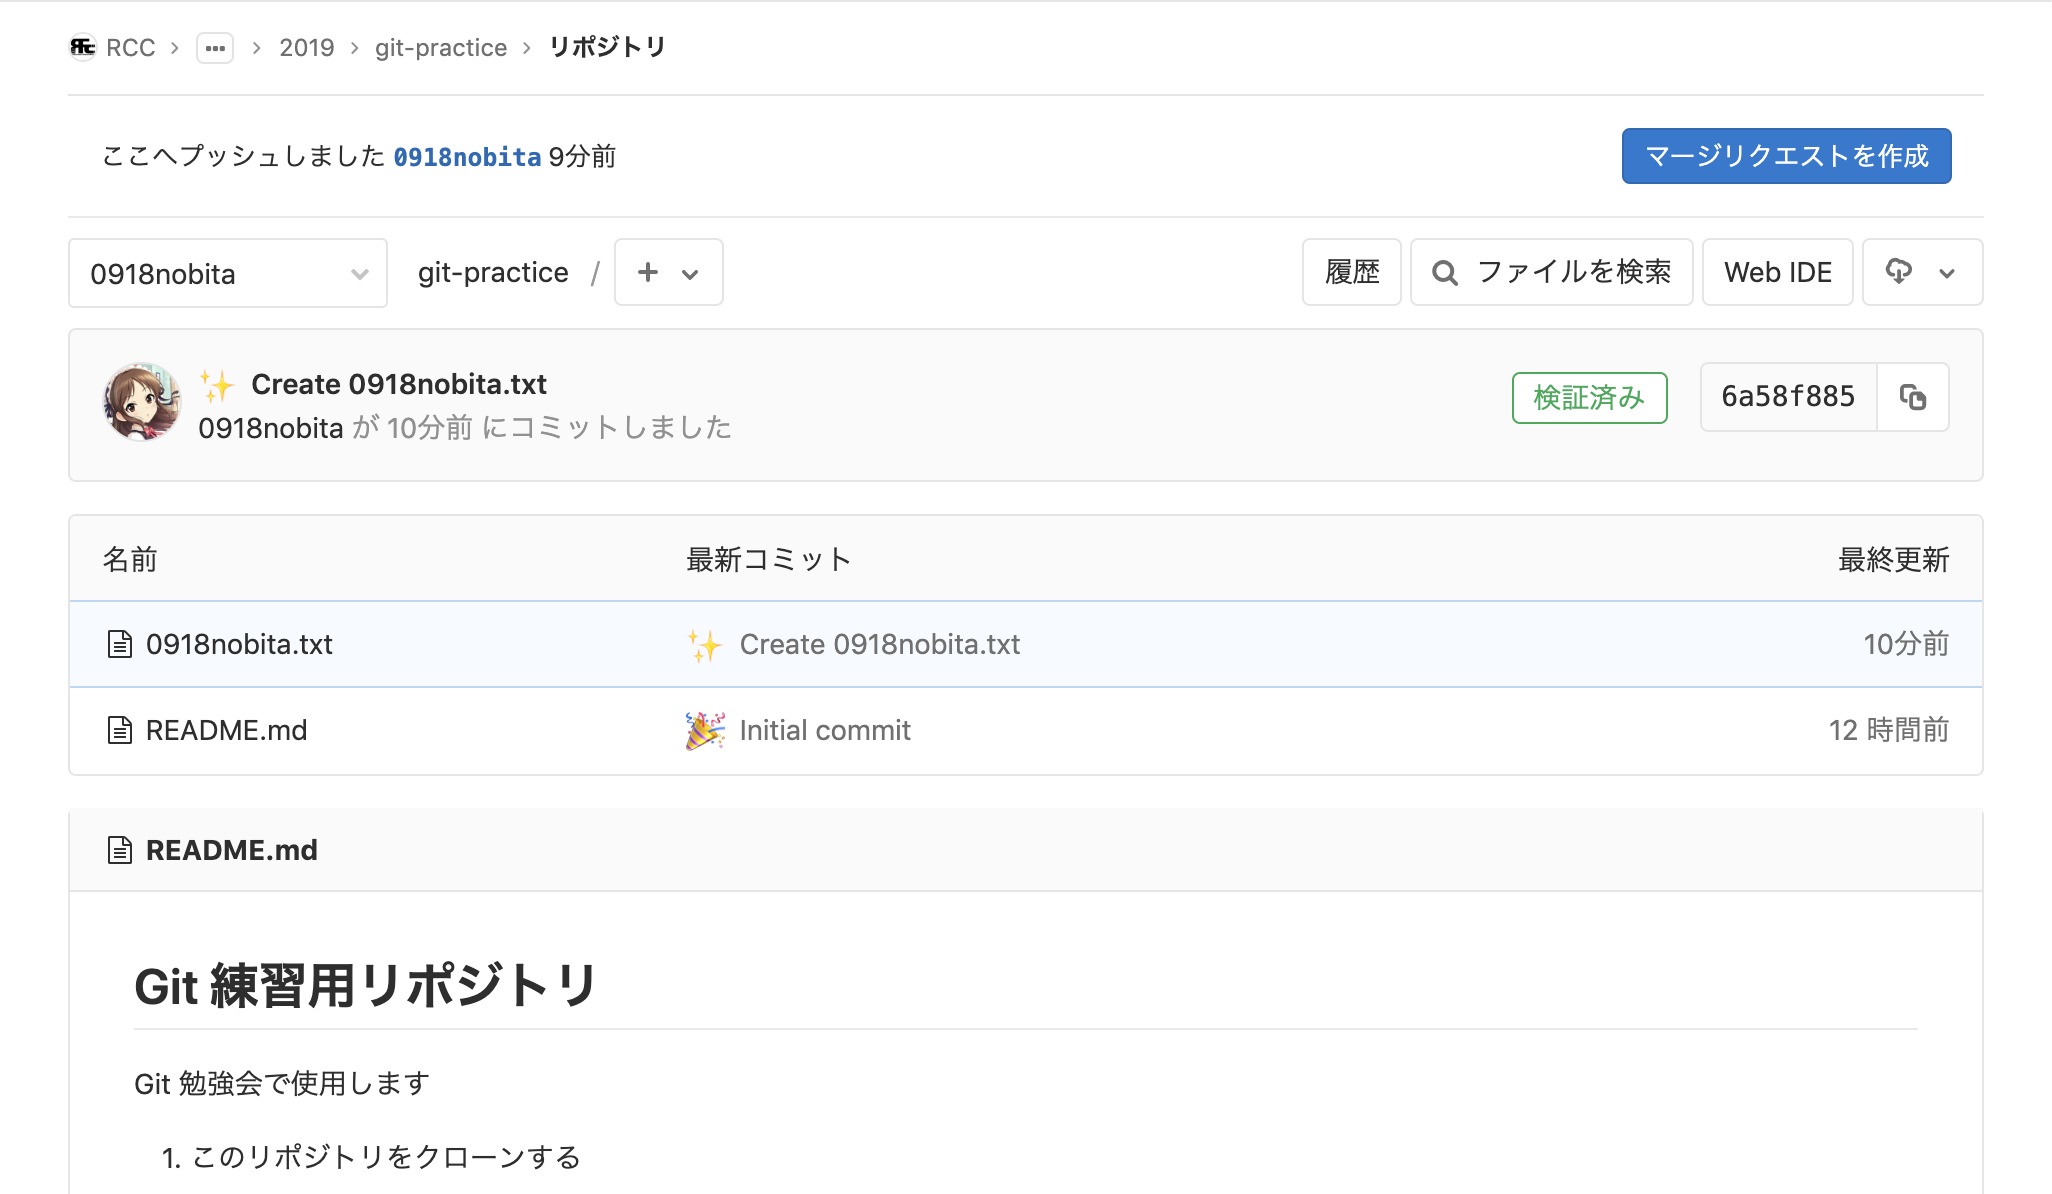 RCC > ... > 2019 > git-practice > リポジトリ
ここへプッシュしました 0918nobita 9分前
マージリクエストを作成
0918nobita
git-practice / +
履歴
ファイルを検索
Web IDE
✨ Create 0918nobita.txt
0918nobita が 10分前 にコミットしました
検証済み
6a58f885
名前 最新コミット 最終更新
0918nobita.txt ✨ Create 0918nobita.txt 10分前
README.md 🎉 Initial commit 12 時間前
README.md
Git 練習用リポジトリ
Git 勉強会で使用します
1. このリポジトリをクローンする